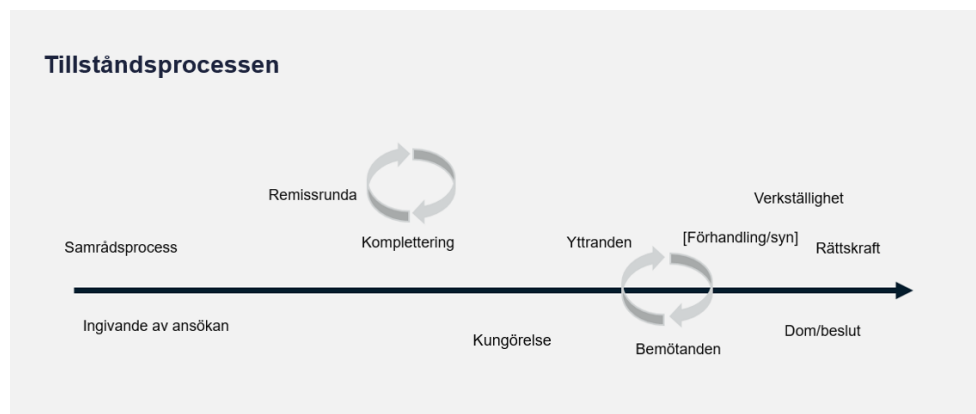 Tillståndsprocessen
Verkställighet
Remissrunda
Komplettering
Yttranden
[Förhandling/syn]
Rättskraft
Samrådsprocess
Ingivande av ansökan
Kungörelse
Bemötanden
Dom/beslut